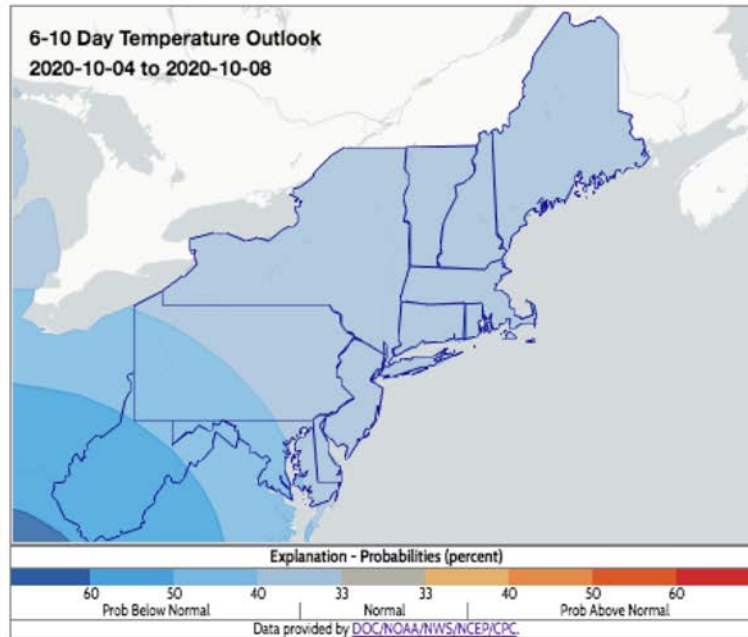 6-10 Day Temperature Outlook
2020-10-04 to 2020-10-08
Explanation - Probabilities (percent)
60 50 40 33 33 40 50 60
Prob Below Normal | Normal | Prob Above Normal
Data provided by DOC/NOAA/NWS/NCEP/CPC.